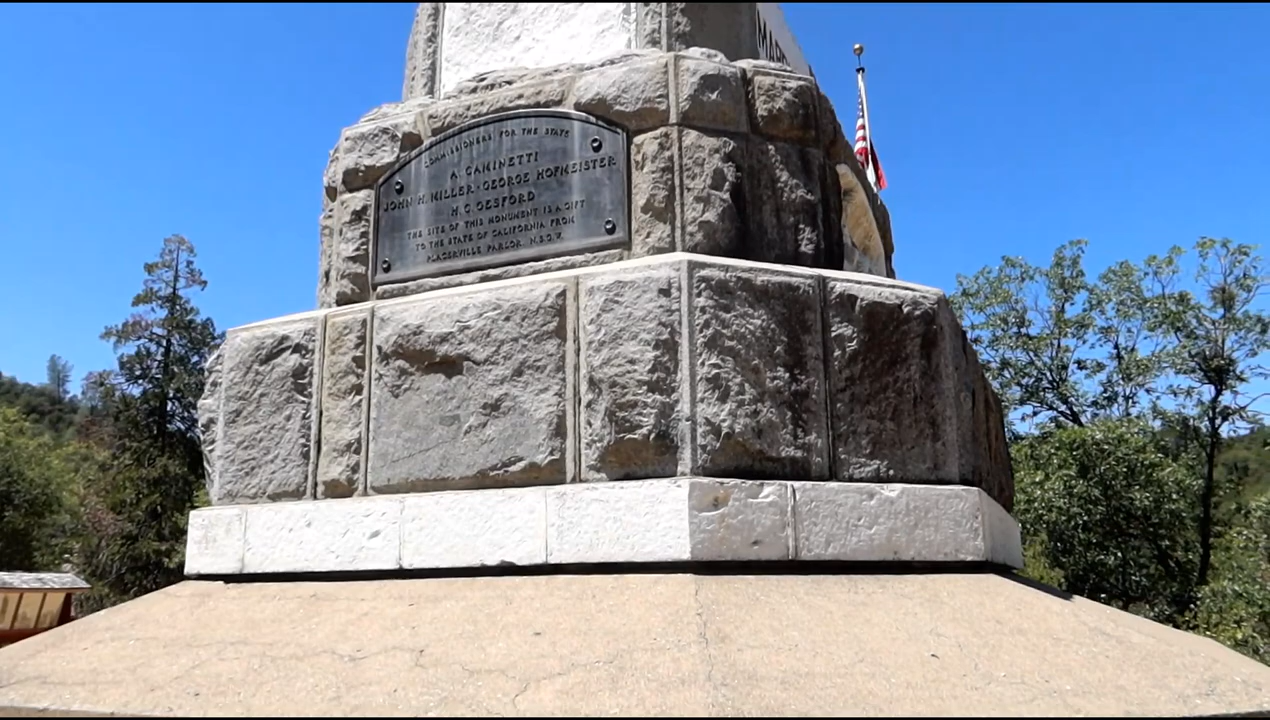 COMMISSIONERS FOR THE STATE
A. CAMINETTI
JOHN H. MILLER · GEORGE HOFMEISTER
H. C. GESFORD
THE SITE OF THIS MONUMENT IS A GIFT
TO THE STATE OF CALIFORNIA FROM
PLACERVILLE PARLOR, N.S.G.W.
MAR